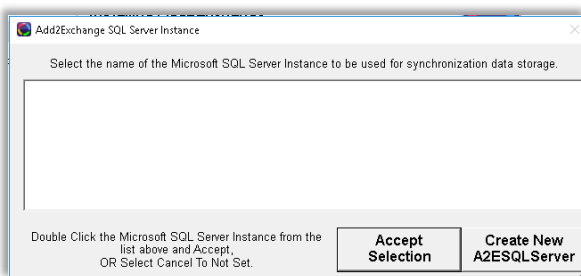 Add2Exchange SQL Server Instance
Select the name of the Microsoft SQL Server Instance to be used for synchronization data storage.
Double Click the Microsoft SQL Server Instance from the
list above and Accept,
OR Select Cancel To Not Set.
Accept
Selection
Create New
A2ESQLServer